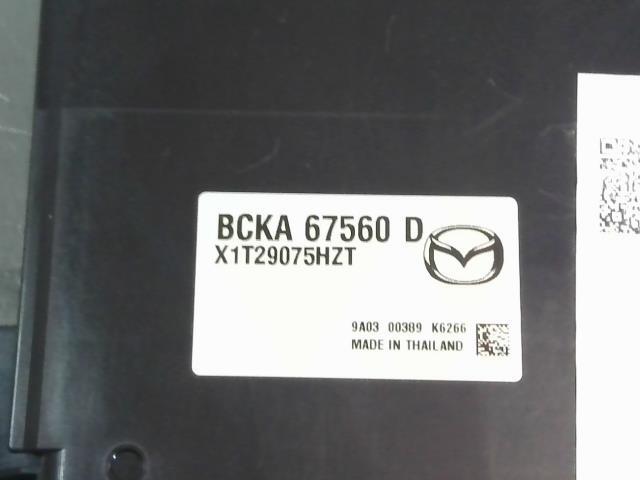 BCKA 67560 D
X1T29075HZT
9A03 00389 K6266
MADE IN THAILAND